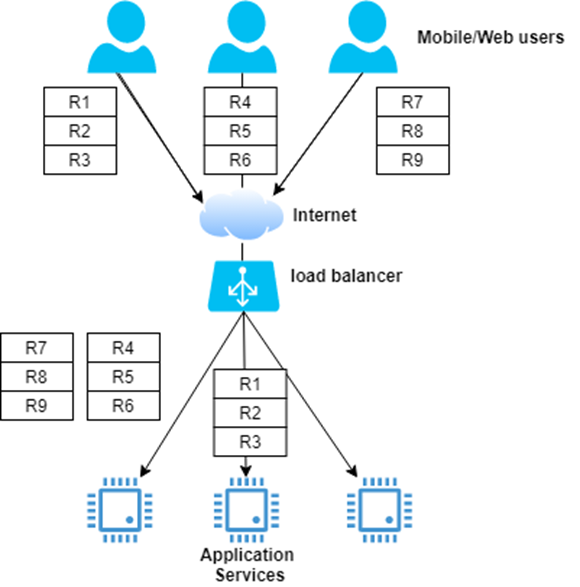 Mobile/Web users
R1
R2
R3
R4
R5
R6
R7
R8
R9
Internet
load balancer
R7
R8
R9
R4
R5
R6
R1
R2
R3
Application
Services